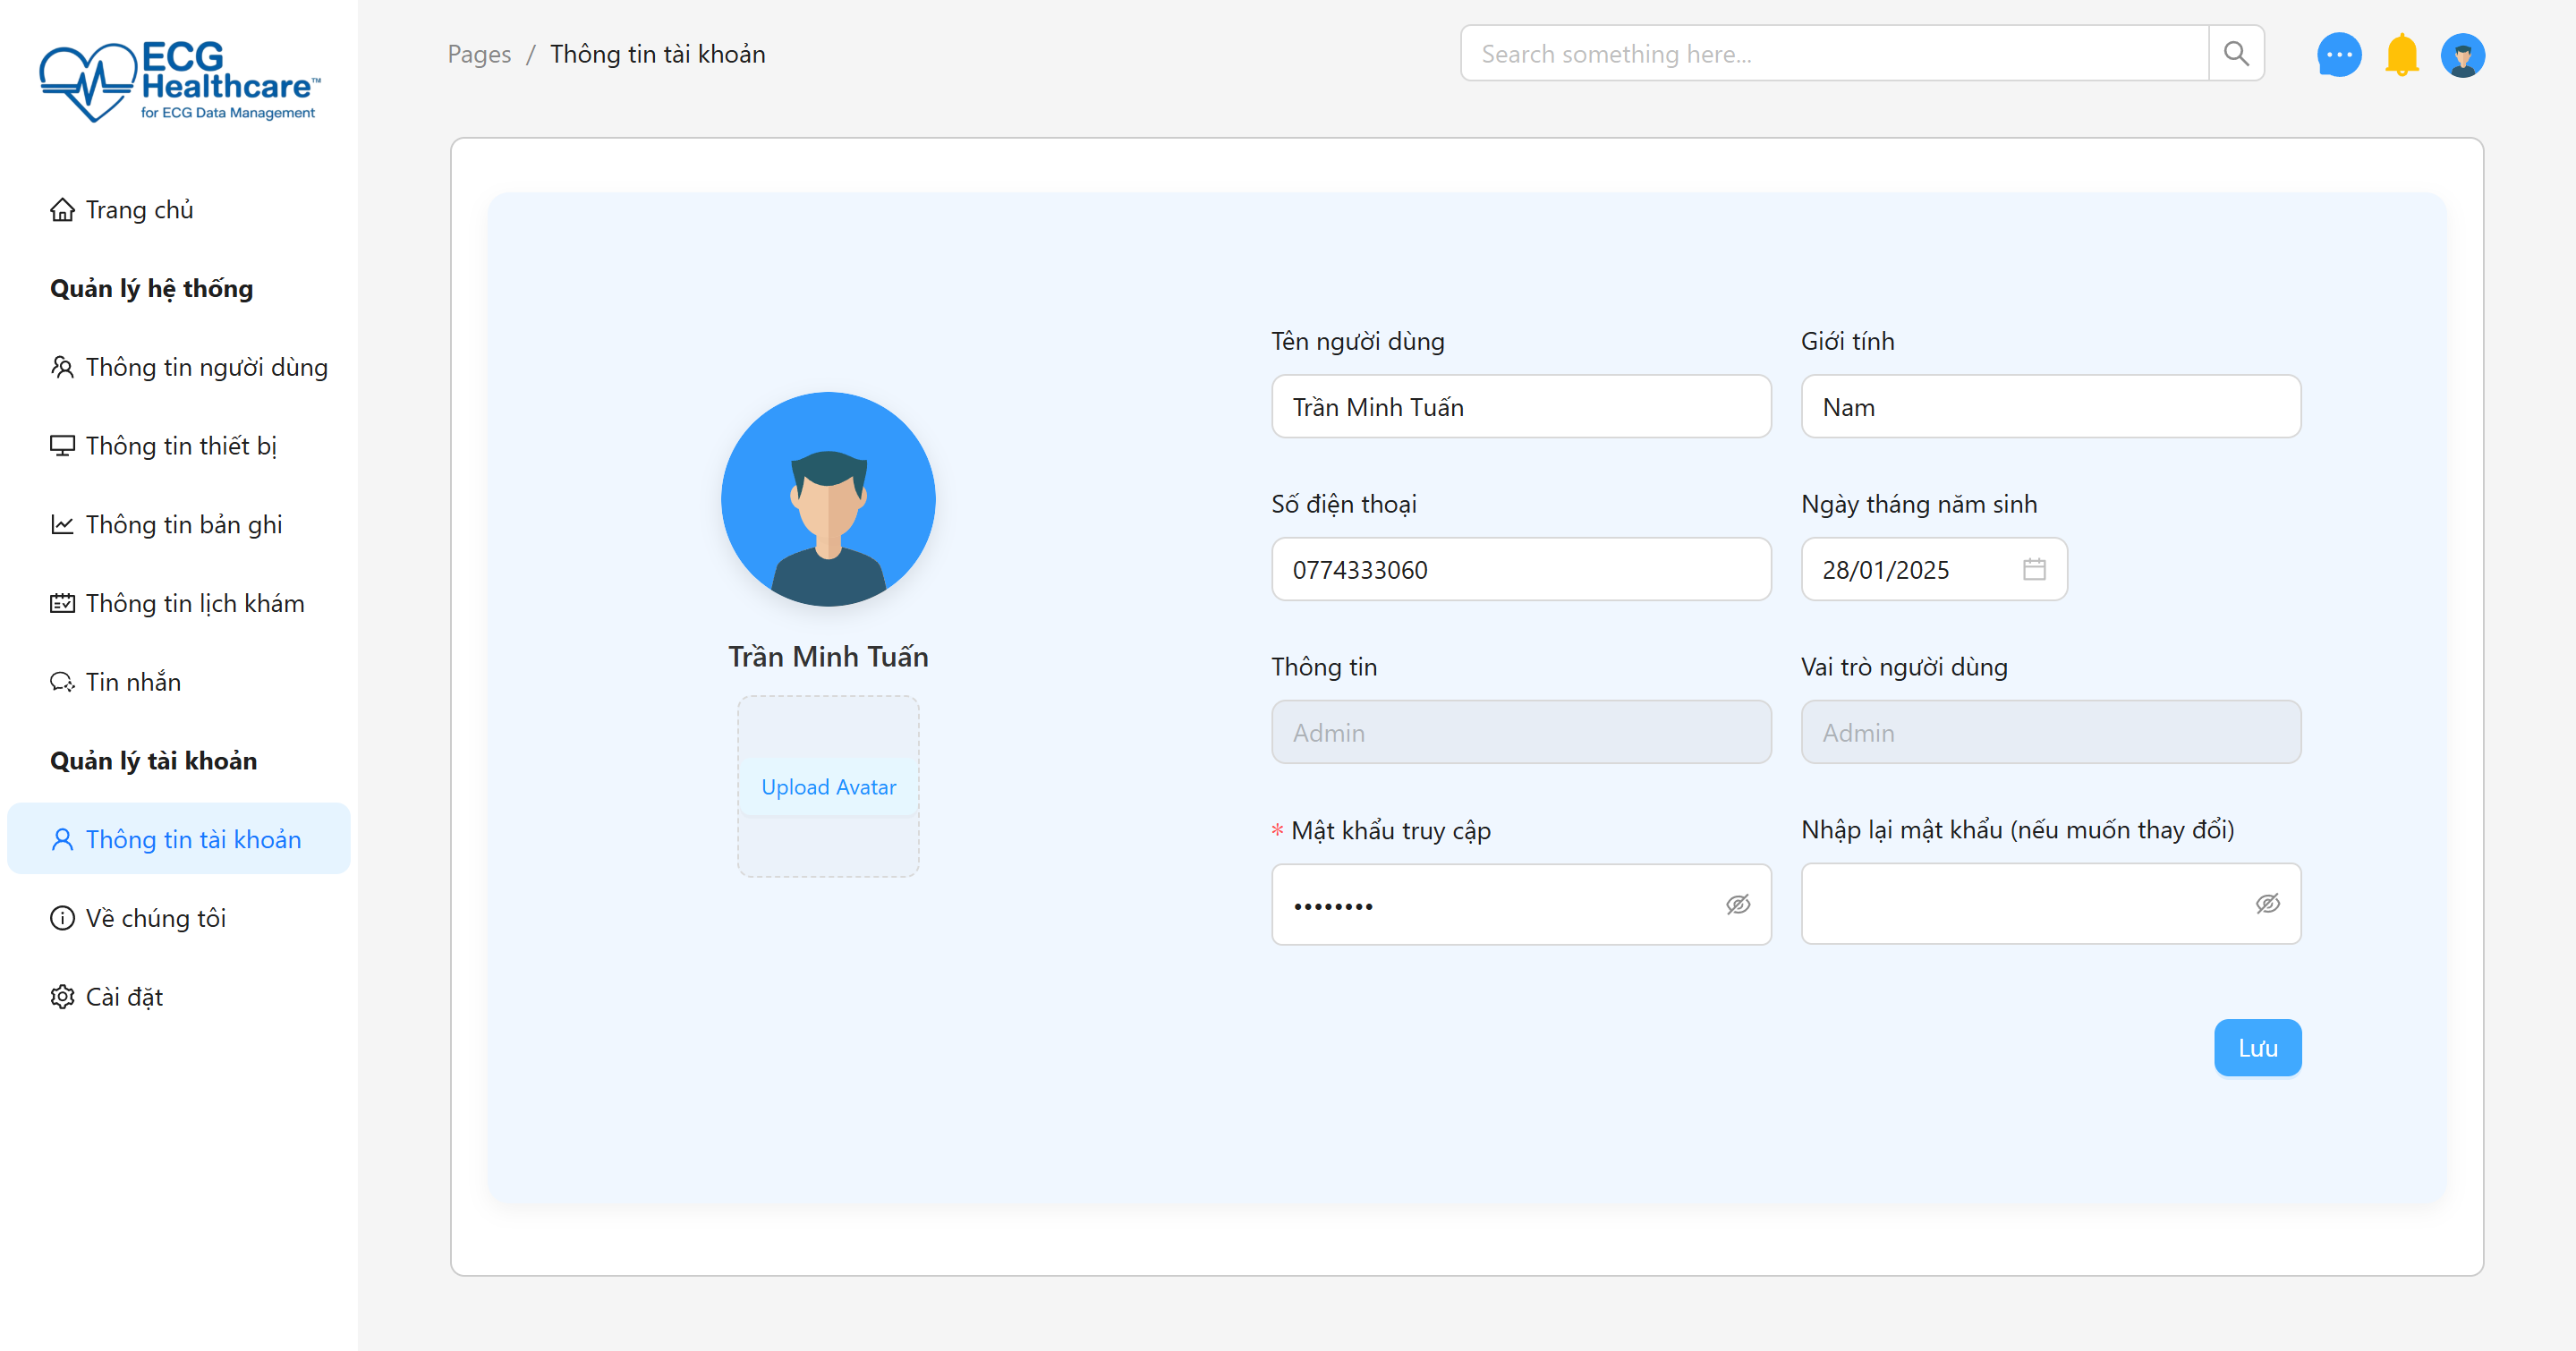 ECG
Healthcare™
for ECG Data Management
Trang chủ
Quản lý hệ thống
Thông tin người dùng
Thông tin thiết bị
Thông tin bản ghi
Thông tin lịch khám
Tin nhắn
Quản lý tài khoản
Thông tin tài khoản
Về chúng tôi
Cài đặt
Pages / Thông tin tài khoản
Search something here...
Trần Minh Tuấn
Upload Avatar
Tên người dùng
Trần Minh Tuấn
Giới tính
Nam
Số điện thoại
0774333060
Ngày tháng năm sinh
28/01/2025
Thông tin
Admin
Vai trò người dùng
Admin
* Mật khẩu truy cập
••••••••
Nhập lại mật khẩu (nếu muốn thay đổi)
Lưu